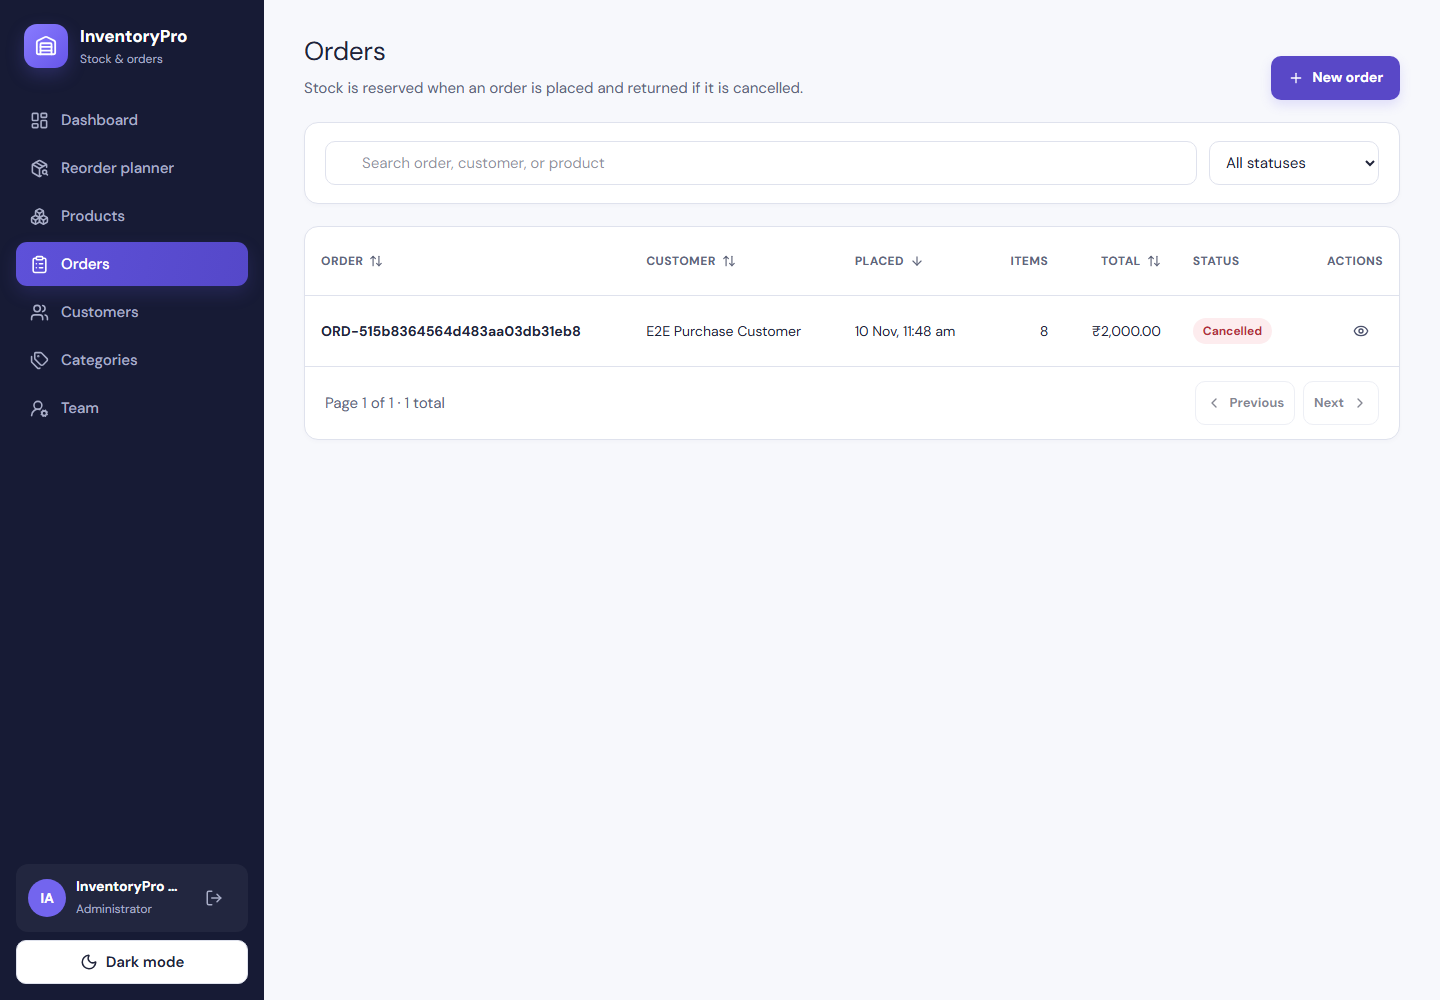 InventoryPro
Stock & orders
Dashboard
Reorder planner
Products
Orders
Customers
Categories
Team
InventoryPro ...
IA
Administrator
Dark mode
Orders
Stock is reserved when an order is placed and returned if it is cancelled.
New order
Search order, customer, or product
All statuses
ORDER CUSTOMER PLACED ITEMS TOTAL STATUS ACTIONS
ORD-515b8364564d483aa03db31eb8 E2E Purchase Customer 10 Nov, 11:48 am 8 ₹2,000.00 Cancelled
Page 1 of 1 · 1 total Previous Next